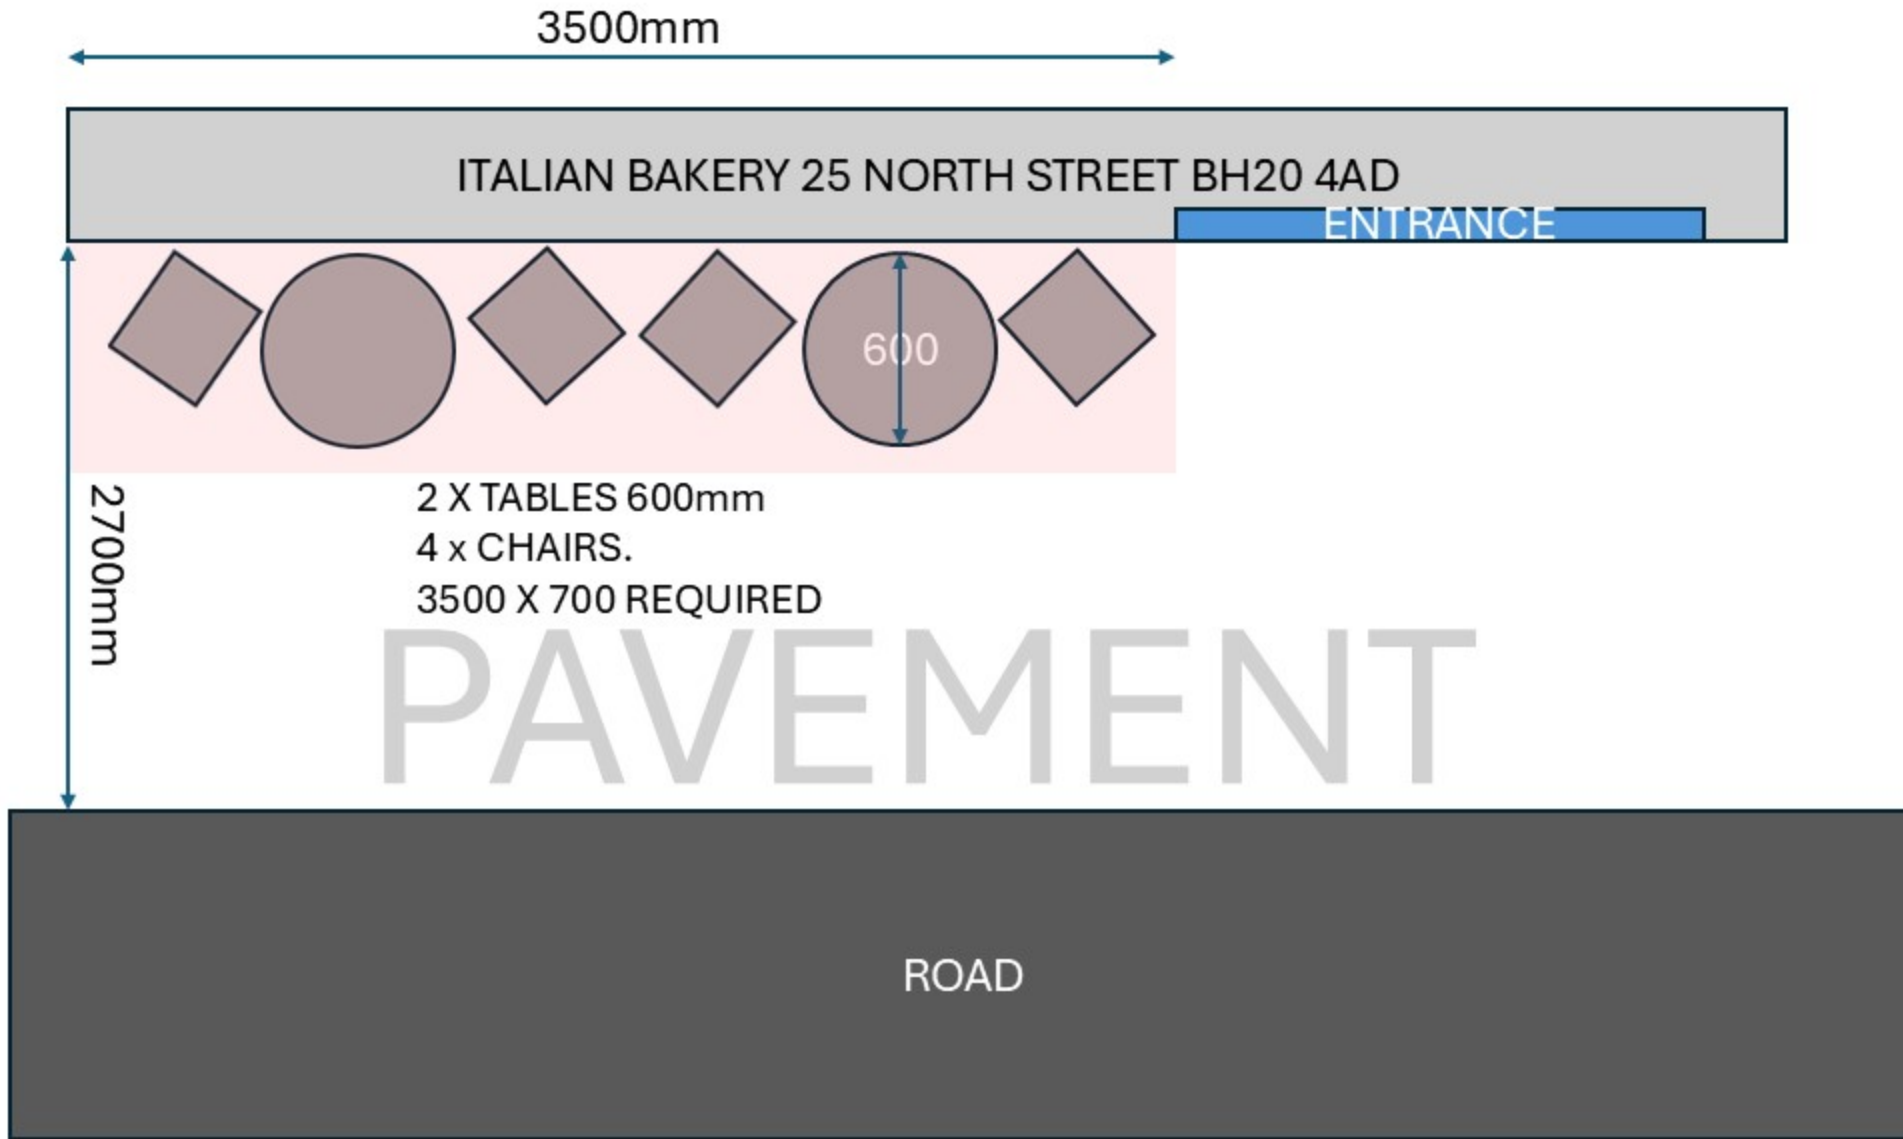 3500mm
ITALIAN BAKERY 25 NORTH STREET BH20 4AD
ENTRANCE
600
2700mm
2 X TABLES 600mm
4 x CHAIRS.
3500 X 700 REQUIRED
PAVEMENT
ROAD